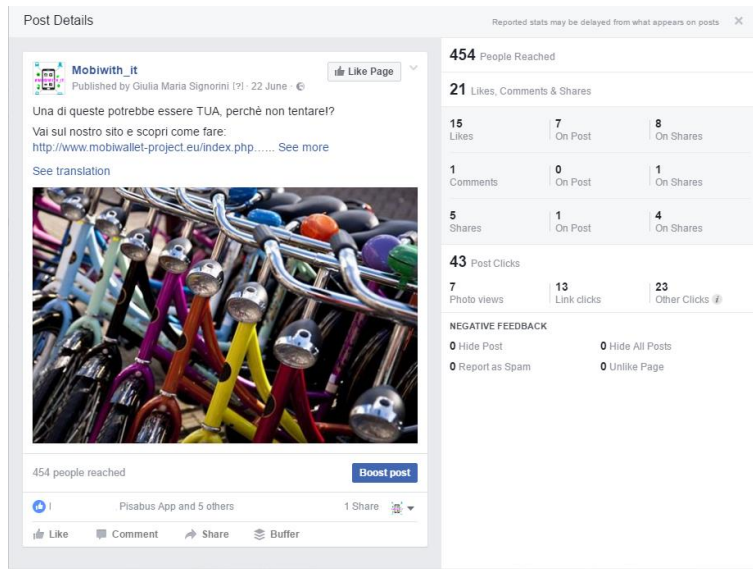 Post Details
Reported stats may be delayed from what appears on posts
Mobiwith_it
Like Page
Published by Giulia Maria Signorini [?] · 22 June ·
Una di queste potrebbe essere TUA, perchè non tentare!?
Vai sul nostro sito e scopri come fare:
http://www.mobiwallet-project.eu/index.php…... See more
See translation
454 people reached
Boost post
Pisabus App and 5 others
1 Share
Like Comment Share Buffer
454 People Reached
21 Likes, Comments & Shares
15 7 8
Likes On Post On Shares
1 0 1
Comments On Post On Shares
5 1 4
Shares On Post On Shares
43 Post Clicks
7 13 23
Photo views Link clicks Other Clicks
NEGATIVE FEEDBACK
0 Hide Post 0 Hide All Posts
0 Report as Spam 0 Unlike Page